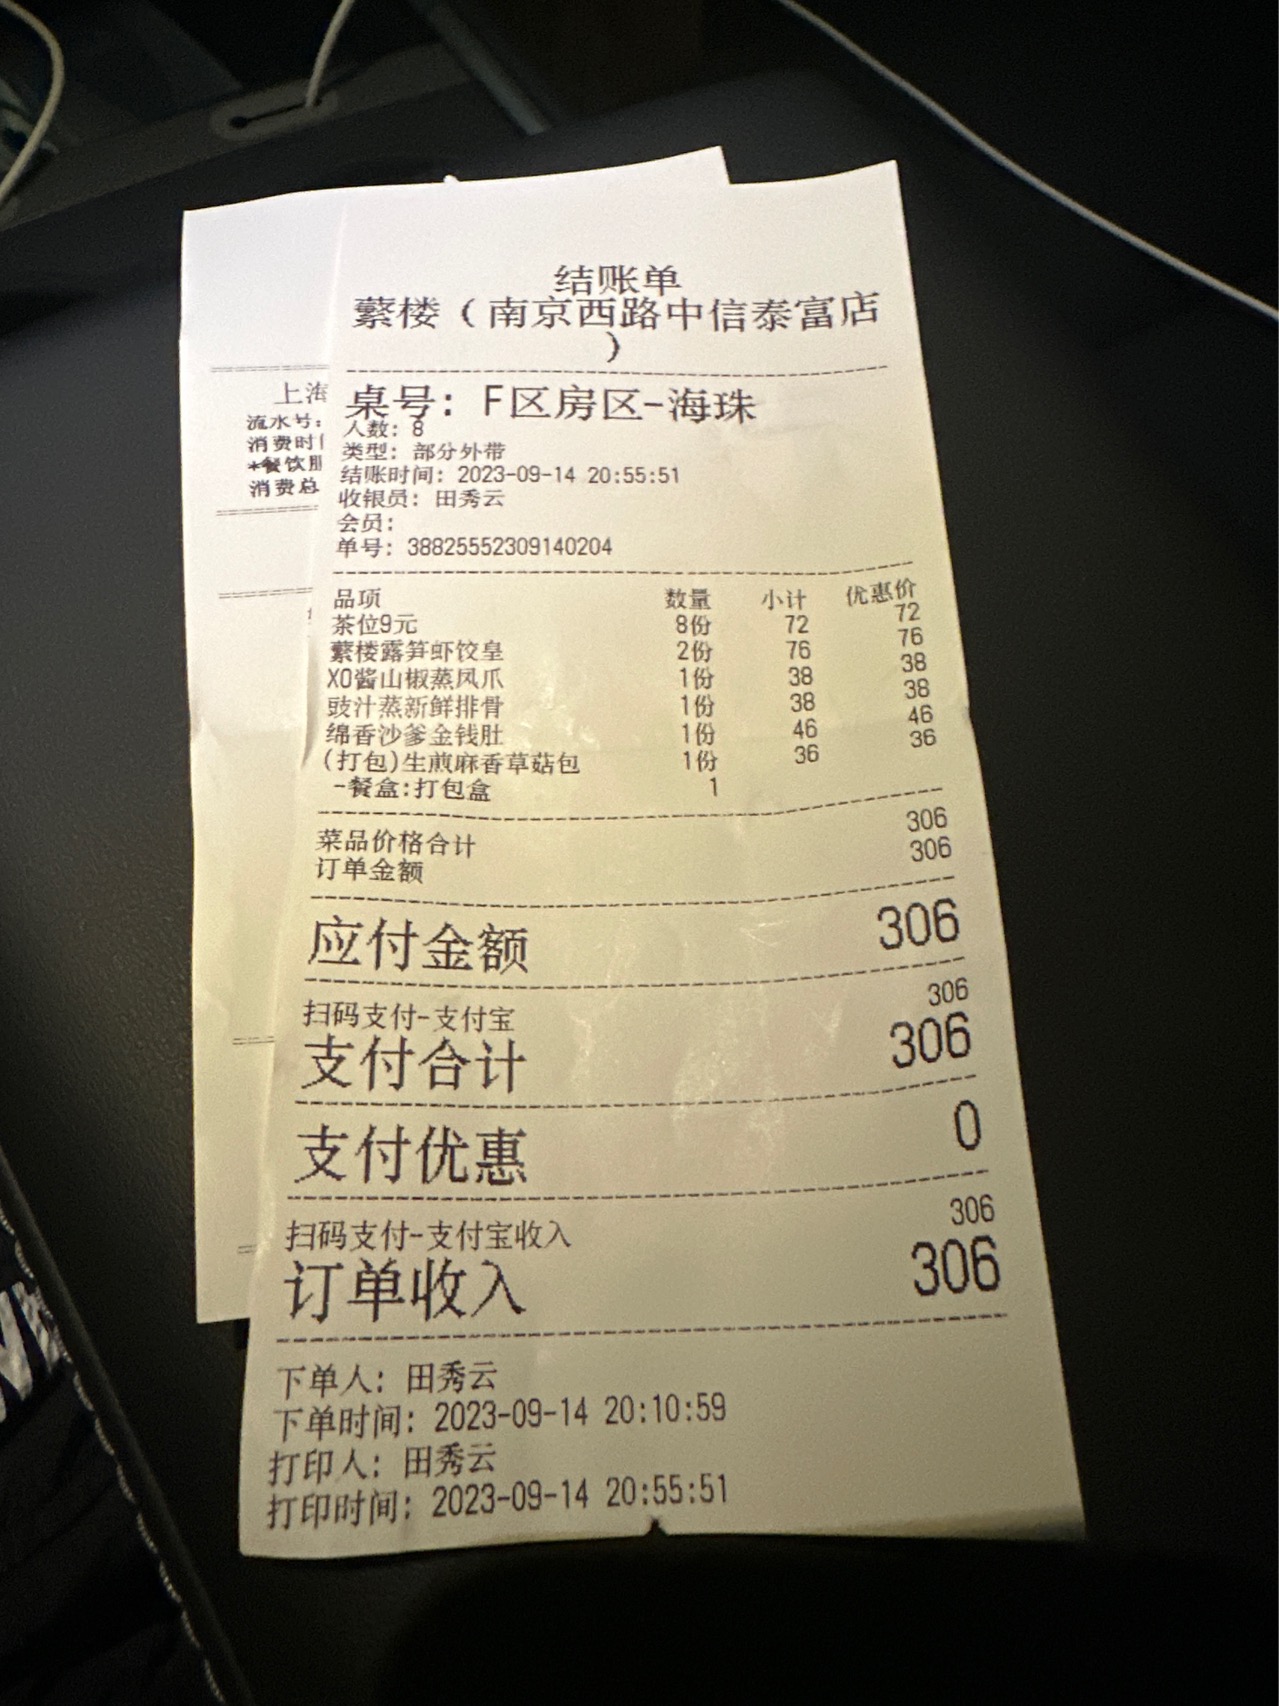 结账单
蘩楼（南京西路中信泰富店
）
桌号：F区房区-海珠
人数：8
类型：部分外带
结账时间：2023-09-14 20:55:51
收银员：田秀云
会员：
单号：38825552309140204
品项 数量 小计 优惠价
茶位9元 8份 72 72
蘩楼露笋虾饺皇 2份 76 76
XO酱山椒蒸凤爪 1份 38 38
豉汁蒸新鲜排骨 1份 38 38
绵香沙爹金钱肚 1份 46 46
(打包)生煎麻香草菇包 1份 36 36
-餐盒:打包盒 1
菜品价格合计 306
订单金额 306
应付金额 306
扫码支付-支付宝 306
支付合计 306
支付优惠 0
扫码支付-支付宝收入 306
订单收入 306
下单人：田秀云
下单时间：2023-09-14 20:10:59
打印人：田秀云
打印时间：2023-09-14 20:55:51
上海
流水号:
消费时
*餐饮服
消费总